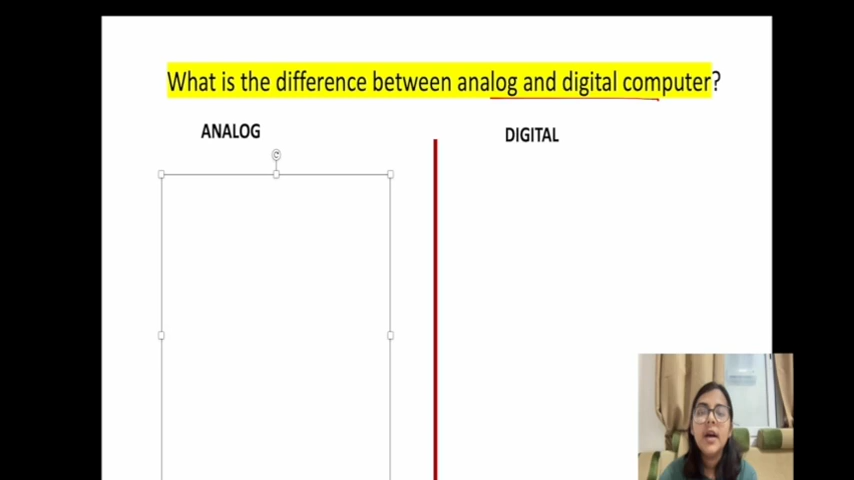 What is the difference between analog and digital computer?
ANALOG
DIGITAL